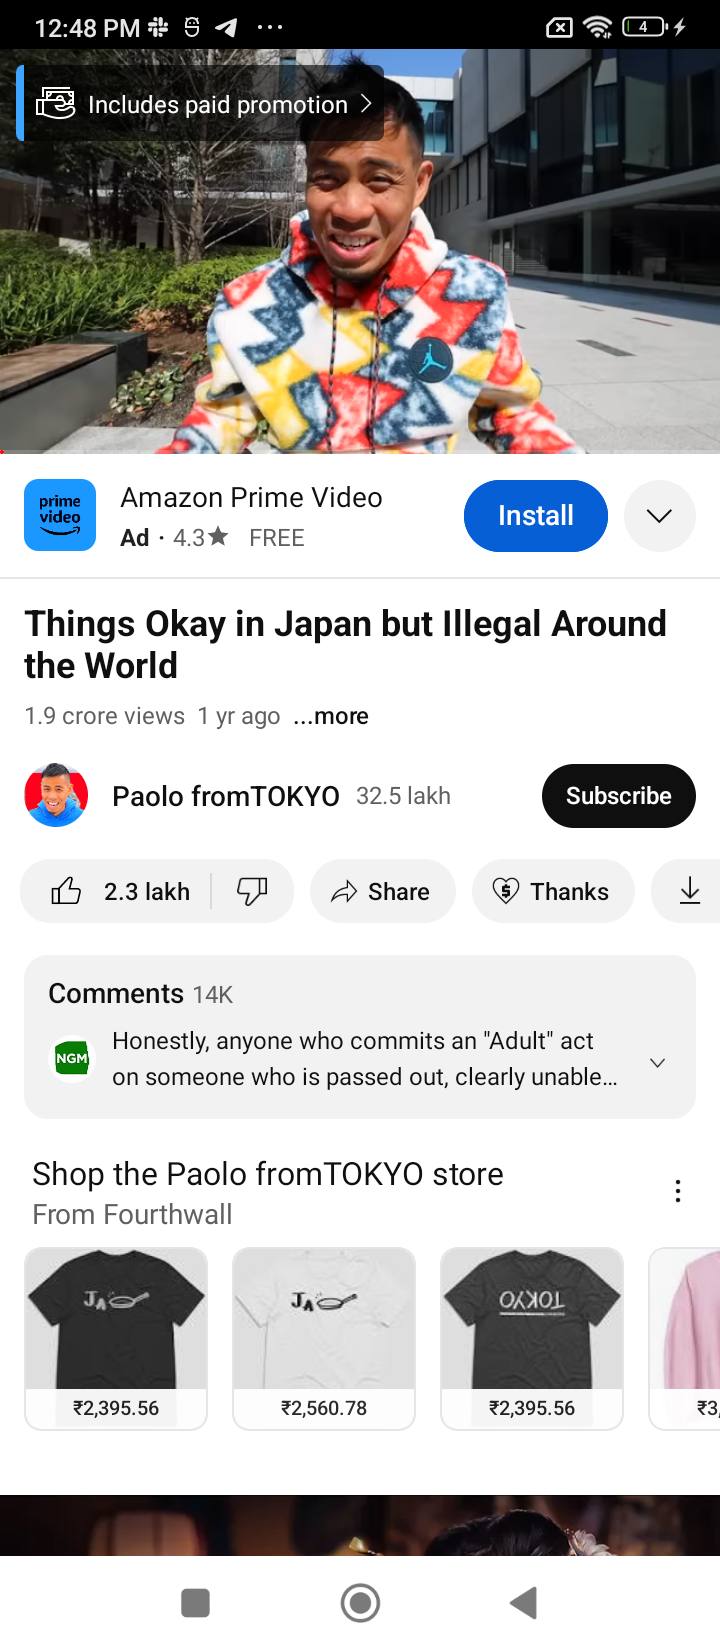 12:48 PM
4
Includes paid promotion
prime
video
Amazon Prime Video
Ad · 4.3★ FREE
Install
Things Okay in Japan but Illegal Around
the World
1.9 crore views 1 yr ago ...more
Paolo fromTOKYO 32.5 lakh
Subscribe
2.3 lakh
Share
Thanks
Comments 14K
NGM
Honestly, anyone who commits an "Adult" act
on someone who is passed out, clearly unable...
Shop the Paolo fromTOKYO store
From Fourthwall
JA
JA
TOKYO
₹2,395.56
₹2,560.78
₹2,395.56
₹3,